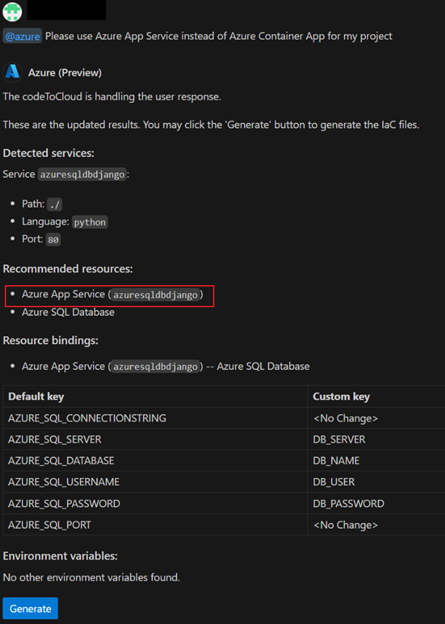 @azure Please use Azure App Service instead of Azure Container App for my project
Azure (Preview)
The codeToCloud is handling the user response.
These are the updated results. You may click the 'Generate' button to generate the IaC files.
Detected services:
Service azuresqldbdjango:
• Path: ./
• Language: python
• Port: 80
Recommended resources:
• Azure App Service (azuresqldbdjango)
• Azure SQL Database
Resource bindings:
• Azure App Service (azuresqldbdjango) -- Azure SQL Database
Default key Custom key
AZURE_SQL_CONNECTIONSTRING <No Change>
AZURE_SQL_SERVER DB_SERVER
AZURE_SQL_DATABASE DB_NAME
AZURE_SQL_USERNAME DB_USER
AZURE_SQL_PASSWORD DB_PASSWORD
AZURE_SQL_PORT <No Change>
Environment variables:
No other environment variables found.
Generate